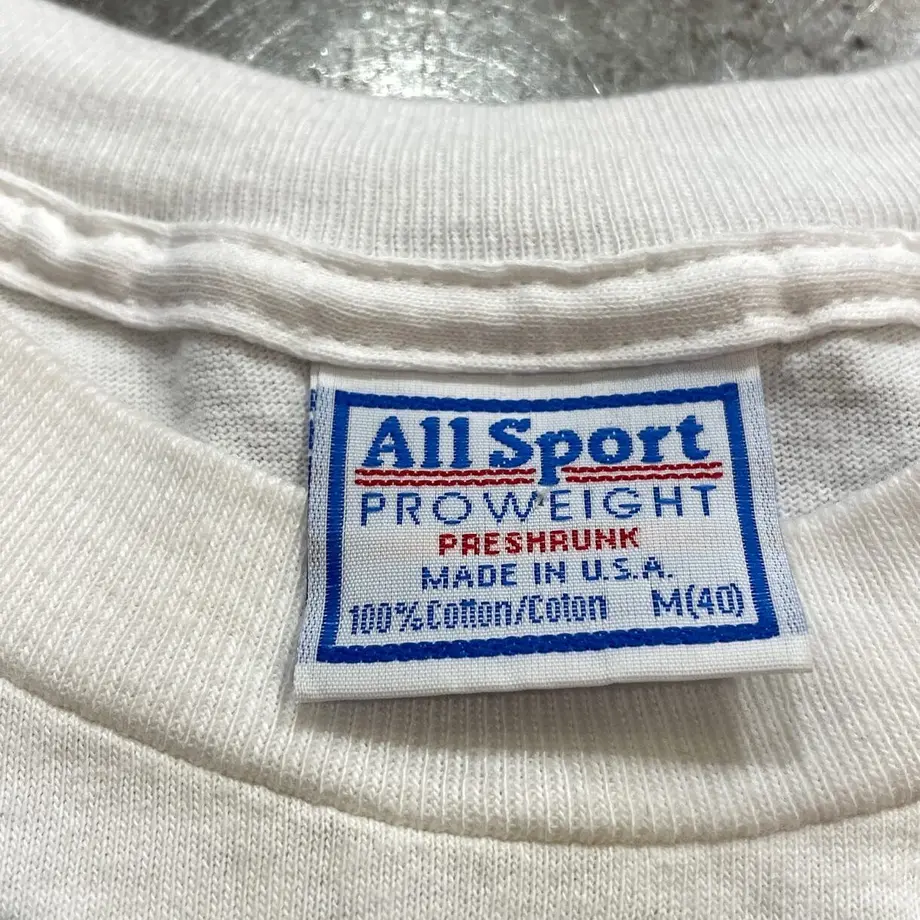 All Sport
PROWEIGHT
PRESHRUNK
MADE IN U.S.A.
100% Cotton/Coton M(40)